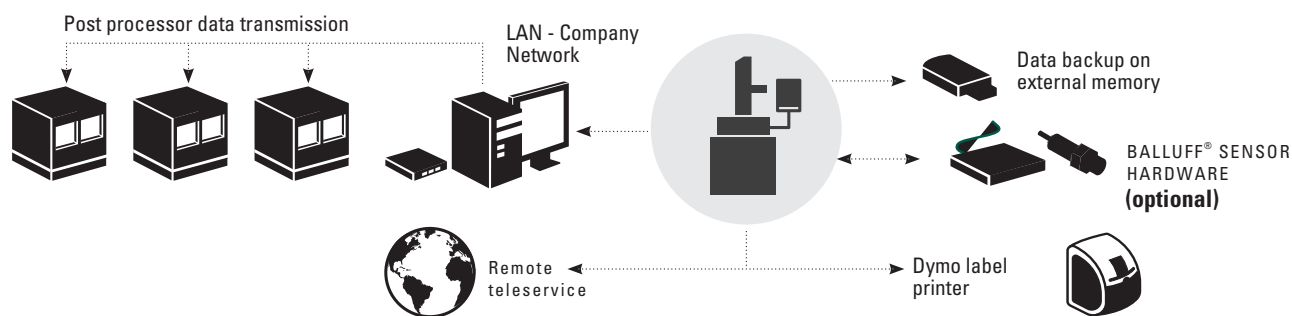 Post processor data transmission
LAN - Company
Network
Data backup on
external memory
BALLUFF® SENSOR
HARDWARE
(optional)
Remote
teleservice
Dymo label
printer